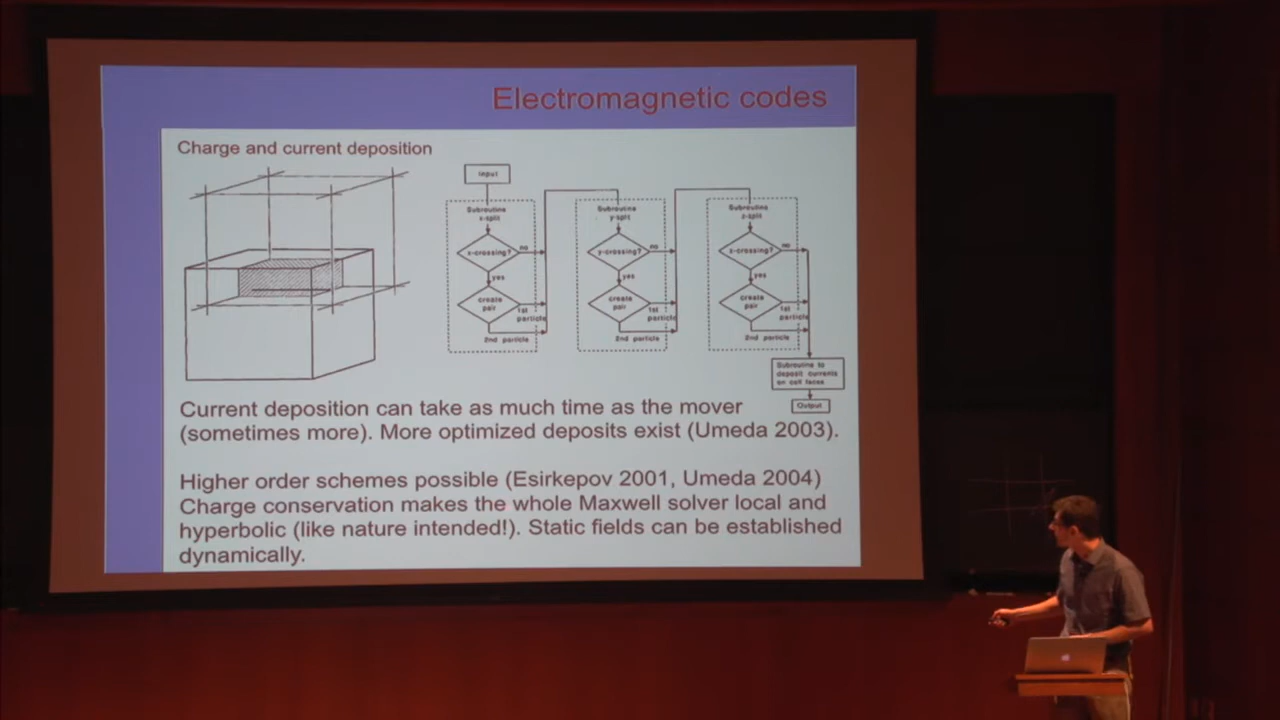 Electromagnetic codes
Charge and current deposition
Input
Subroutine
x-split
x-crossing?
no
yes
create
pair
1st
particle
2nd particle
Subroutine
y-split
y-crossing?
no
yes
create
pair
1st
particle
2nd particle
Subroutine
z-split
z-crossing?
no
yes
create
pair
1st
particle
2nd particle
Subroutine to
deposit currents
on cell faces
Output
Current deposition can take as much time as the mover
(sometimes more). More optimized deposits exist (Umeda 2003).
Higher order schemes possible (Esirkepov 2001, Umeda 2004)
Charge conservation makes the whole Maxwell solver local and
hyperbolic (like nature intended!). Static fields can be established
dynamically.